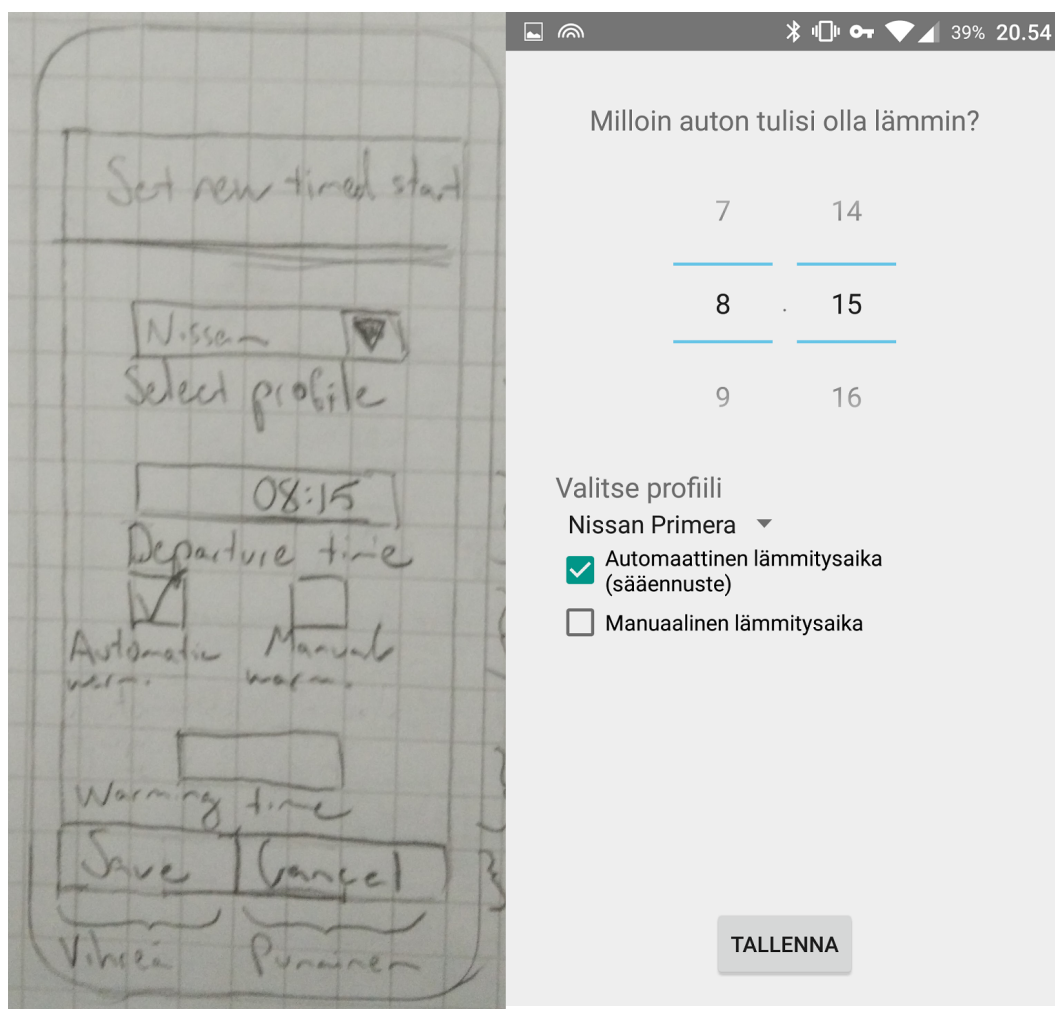 Set new timed start
Nissan
Select profile
08:15
Departure time
Automatic Manual
warm. warm.
Warming time
Save Cancel
Vihreä Punainen
39% 20.54
Milloin auton tulisi olla lämmin?
7 14
8 . 15
9 16
Valitse profiili
Nissan Primera
Automaattinen lämmitysaika
(sääennuste)
Manuaalinen lämmitysaika
TALLENNA